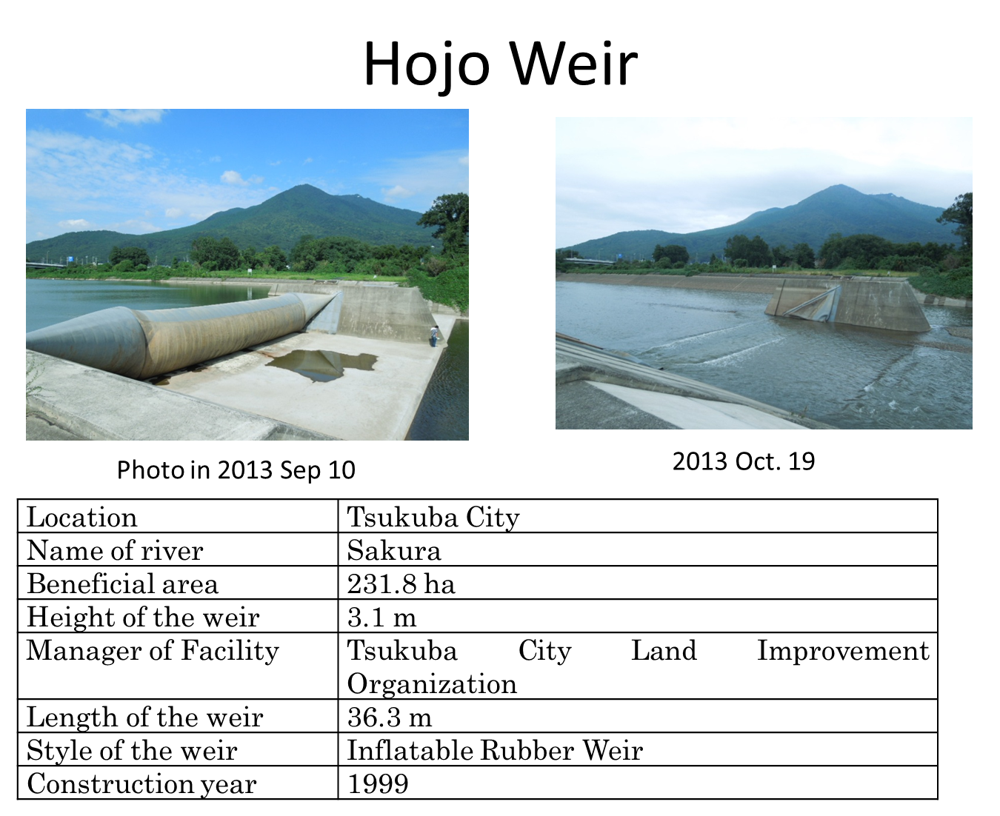 Hojo Weir
Photo in 2013 Sep 10
2013 Oct. 19
Location
Tsukuba City
Name of river
Sakura
Beneficial area
231.8 ha
Height of the weir
3.1 m
Manager of Facility
Tsukuba City Land Improvement
Organization
Length of the weir
36.3 m
Style of the weir
Inflatable Rubber Weir
Construction year
1999